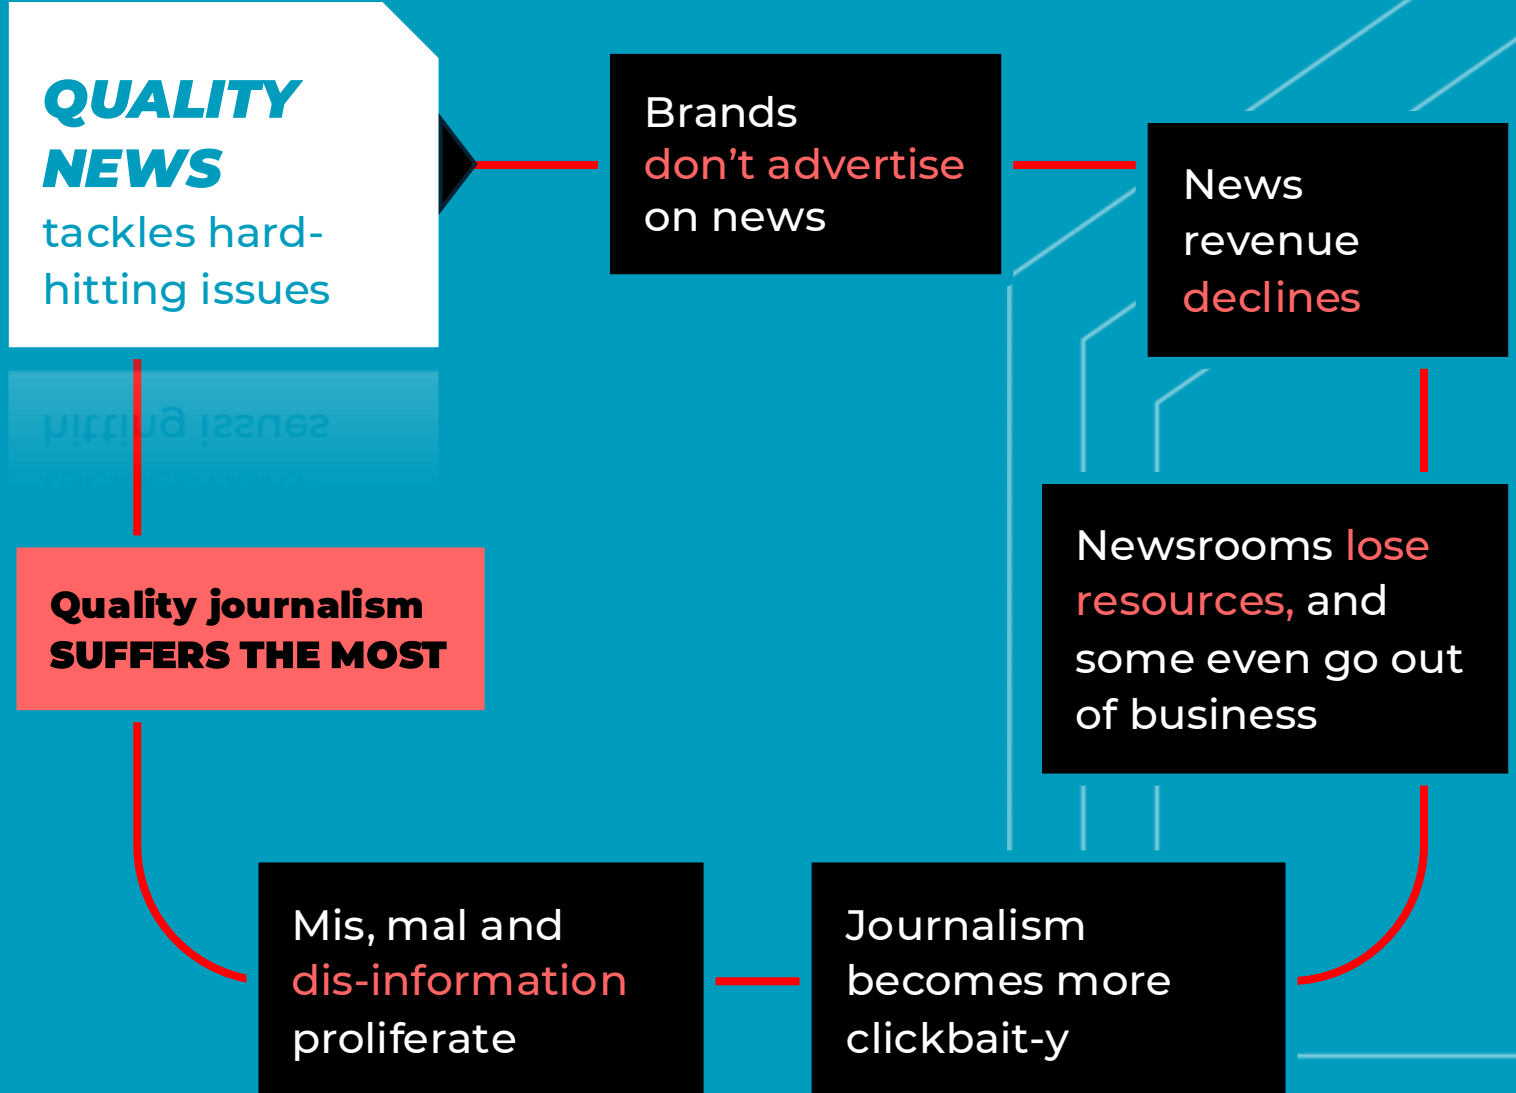 QUALITY
NEWS
tackles hard-
hitting issues
Brands
don’t advertise
on news
News
revenue
declines
Newsrooms lose
resources, and
some even go out
of business
Journalism
becomes more
clickbait-y
Mis, mal and
dis-information
proliferate
Quality journalism
SUFFERS THE MOST